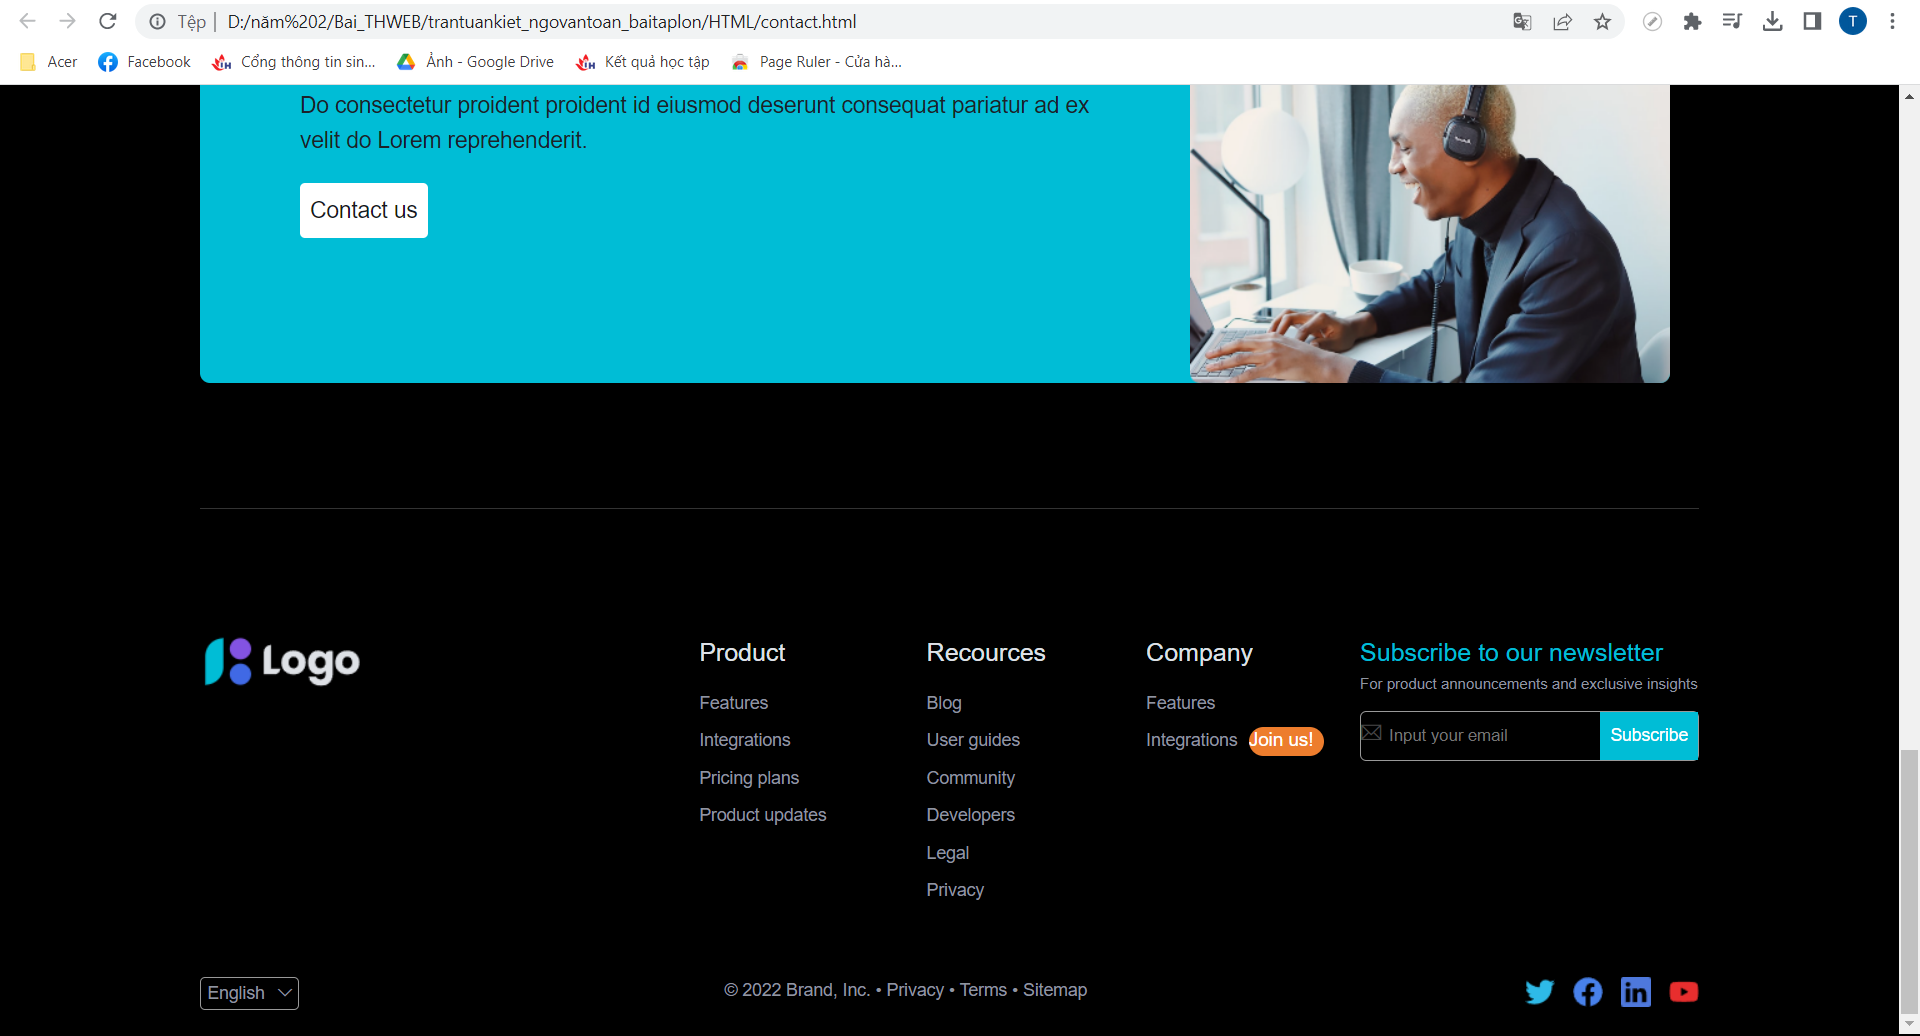 Tệp | D:/năm%202/Bai_THWEB/trantuankiet_ngovantoan_baitaplon/HTML/contact.html
T
Acer
Facebook
Cổng thông tin sin...
Ảnh - Google Drive
Kết quả học tập
Page Ruler - Cửa hà...
Do consectetur proident proident id eiusmod deserunt consequat pariatur ad ex
velit do Lorem reprehenderit.
Contact us
Logo
Product
Features
Integrations
Pricing plans
Product updates
Recources
Blog
User guides
Community
Developers
Legal
Privacy
Company
Features
Integrations Join us!
Subscribe to our newsletter
For product announcements and exclusive insights
Input your email Subscribe
English
© 2022 Brand, Inc. • Privacy • Terms • Sitemap